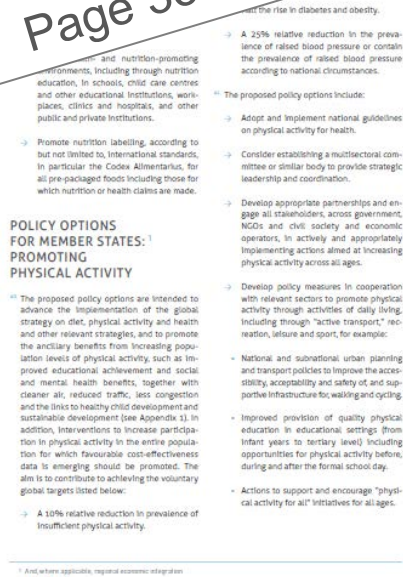 Page
health- and nutrition-promoting
environments, including through nutrition
education, in schools, child care centres
and other educational institutions, work-
places, clinics and hospitals, and other
public and private institutions.
→ Promote nutrition labelling, according to
but not limited to, international standards,
in particular the Codex Alimentarius, for
all pre-packaged foods including those for
which nutrition or health claims are made.
POLICY OPTIONS
FOR MEMBER STATES: 1
PROMOTING
PHYSICAL ACTIVITY
The proposed policy options are intended to
advance the implementation of the global
strategy on diet, physical activity and health
and other relevant strategies, and to promote
the ancillary benefits from increasing popu-
lation levels of physical activity, such as im-
proved educational achievement and social
and mental health benefits, together with
cleaner air, reduced traffic, less congestion
and the links to healthy child development and
sustainable development (see Appendix 1). In
addition, interventions to increase participa-
tion in physical activity in the entire popula-
tion for which favourable cost-effectiveness
data is emerging should be promoted. The
aim is to contribute to achieving the voluntary
global targets listed below:
→ A 10% relative reduction in prevalence of
insufficient physical activity.
Halt the rise in diabetes and obesity.
→ A 25% relative reduction in the preva-
lence of raised blood pressure or contain
the prevalence of raised blood pressure
according to national circumstances.
The proposed policy options include:
→ Adopt and implement national guidelines
on physical activity for health.
→ Consider establishing a multisectoral com-
mittee or similar body to provide strategic
leadership and coordination.
→ Develop appropriate partnerships and en-
gage all stakeholders, across government,
NGOs and civil society and economic
operators, in actively and appropriately
implementing actions aimed at increasing
physical activity across all ages.
→ Develop policy measures in cooperation
with relevant sectors to promote physical
activity through activities of daily living,
including through "active transport," rec-
reation, leisure and sport, for example:
- National and subnational urban planning
and transport policies to improve the acces-
sibility, acceptability and safety of, and sup-
portive infrastructure for, walking and cycling.
- Improved provision of quality physical
education in educational settings (from
infant years to tertiary level) including
opportunities for physical activity before,
during and after the formal school day.
- Actions to support and encourage "physi-
cal activity for all" initiatives for all ages.
1 And, where applicable, regional economic integration